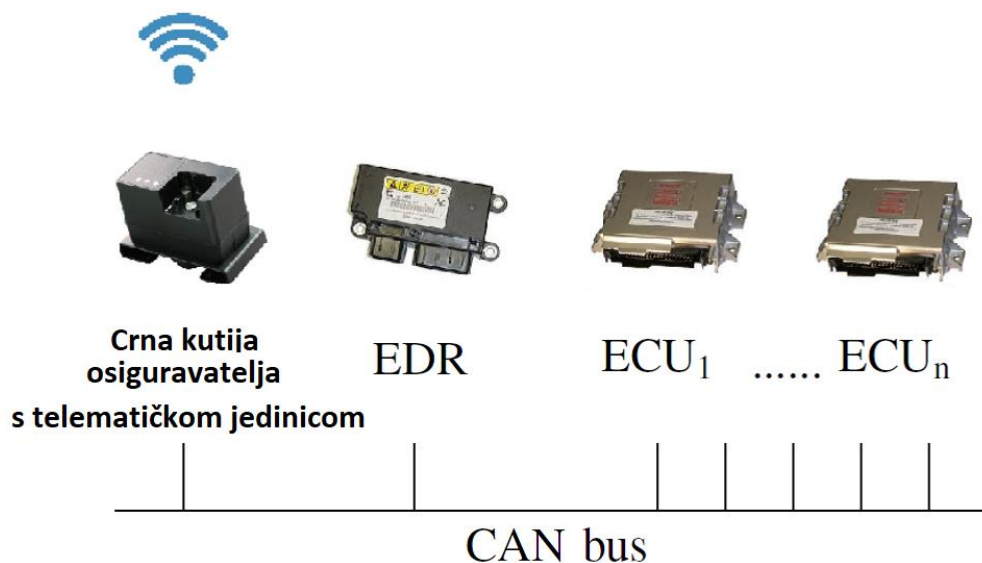 Crna kutija
osiguravatelja
s telematičkom jedinicom
EDR
ECU₁ ...... ECUₙ
CAN bus